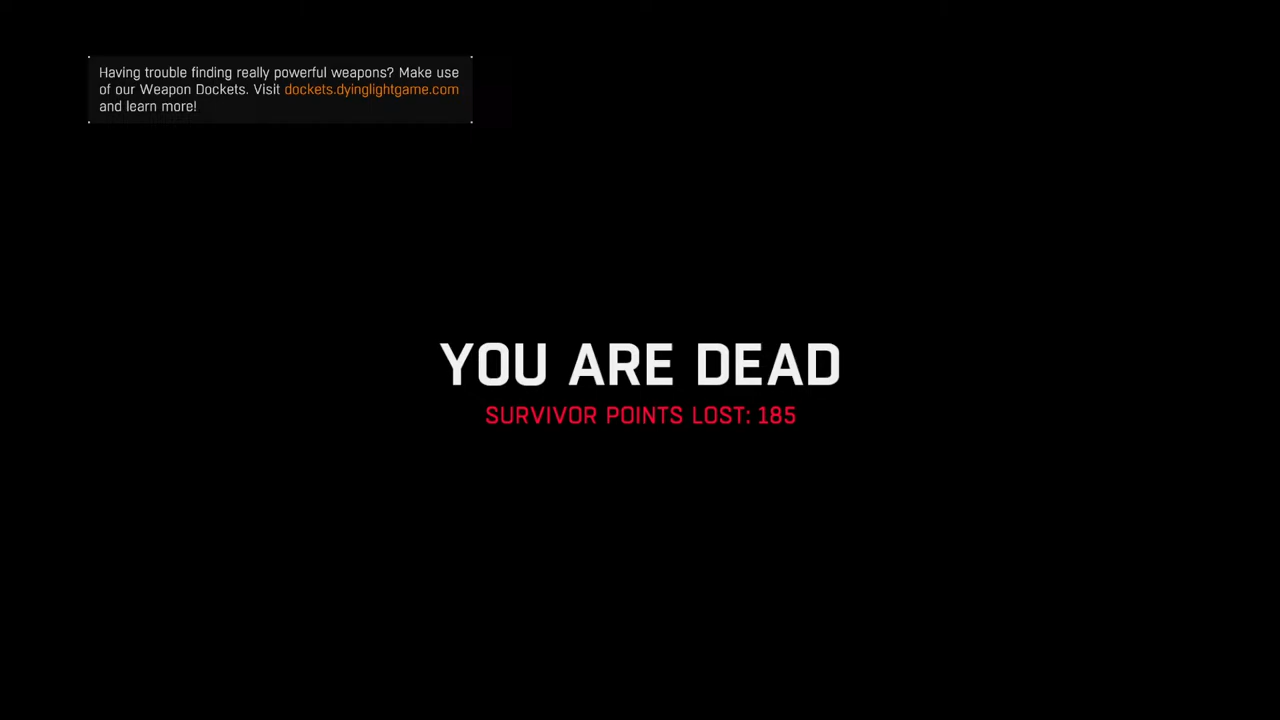 Having trouble finding really powerful weapons? Make use
of our Weapon Dockets. Visit dockets.dyinglightgame.com
and learn more!
YOU ARE DEAD
SURVIVOR POINTS LOST: 185